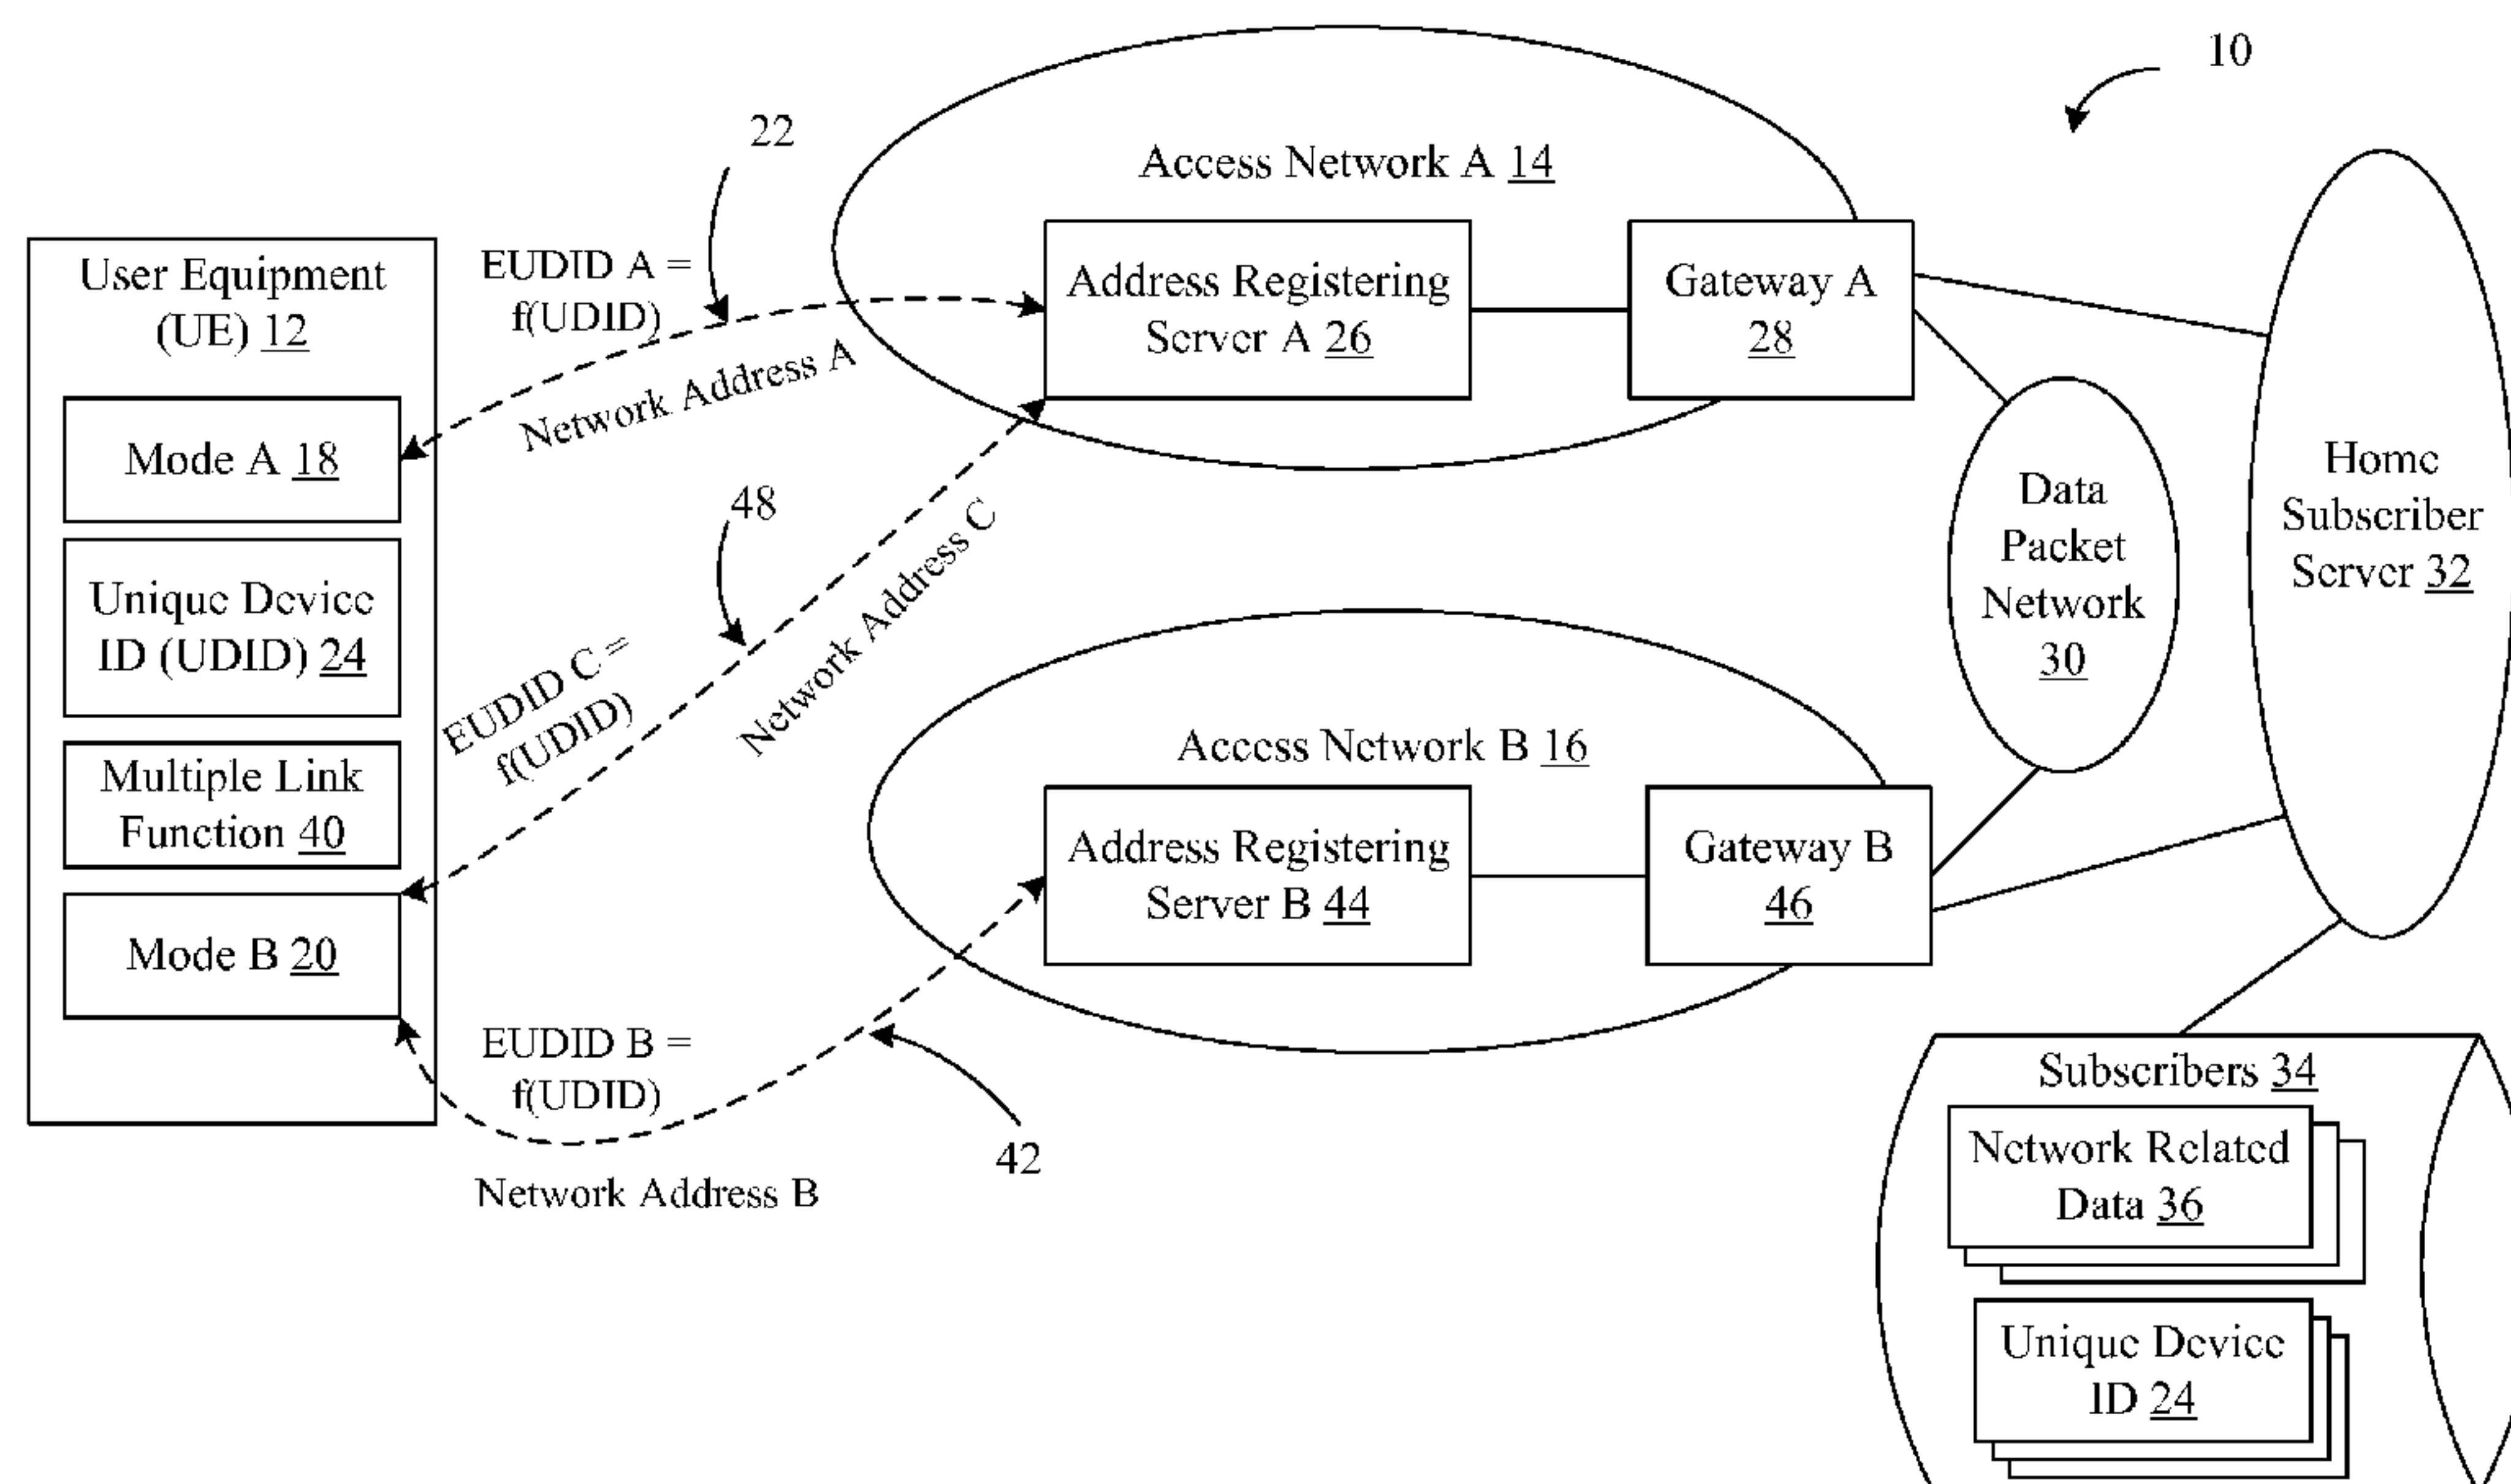 10
22
Access Network A 14
User Equipment
(UE) 12
EUDID A =
f(UDID)
Network Address A
Address Registering
Server A 26
Gateway A
28
Mode A 18
Unique Device
ID (UDID) 24
Multiple Link
Function 40
Mode B 20
48
EUDID C =
f(UDID)
Network Address C
Data
Packet
Network
30
Home
Subscriber
Server 32
Access Network B 16
Address Registering
Server B 44
Gateway B
46
EUDID B =
f(UDID)
Network Address B
42
Subscribers 34
Network Related
Data 36
Unique Device
ID 24